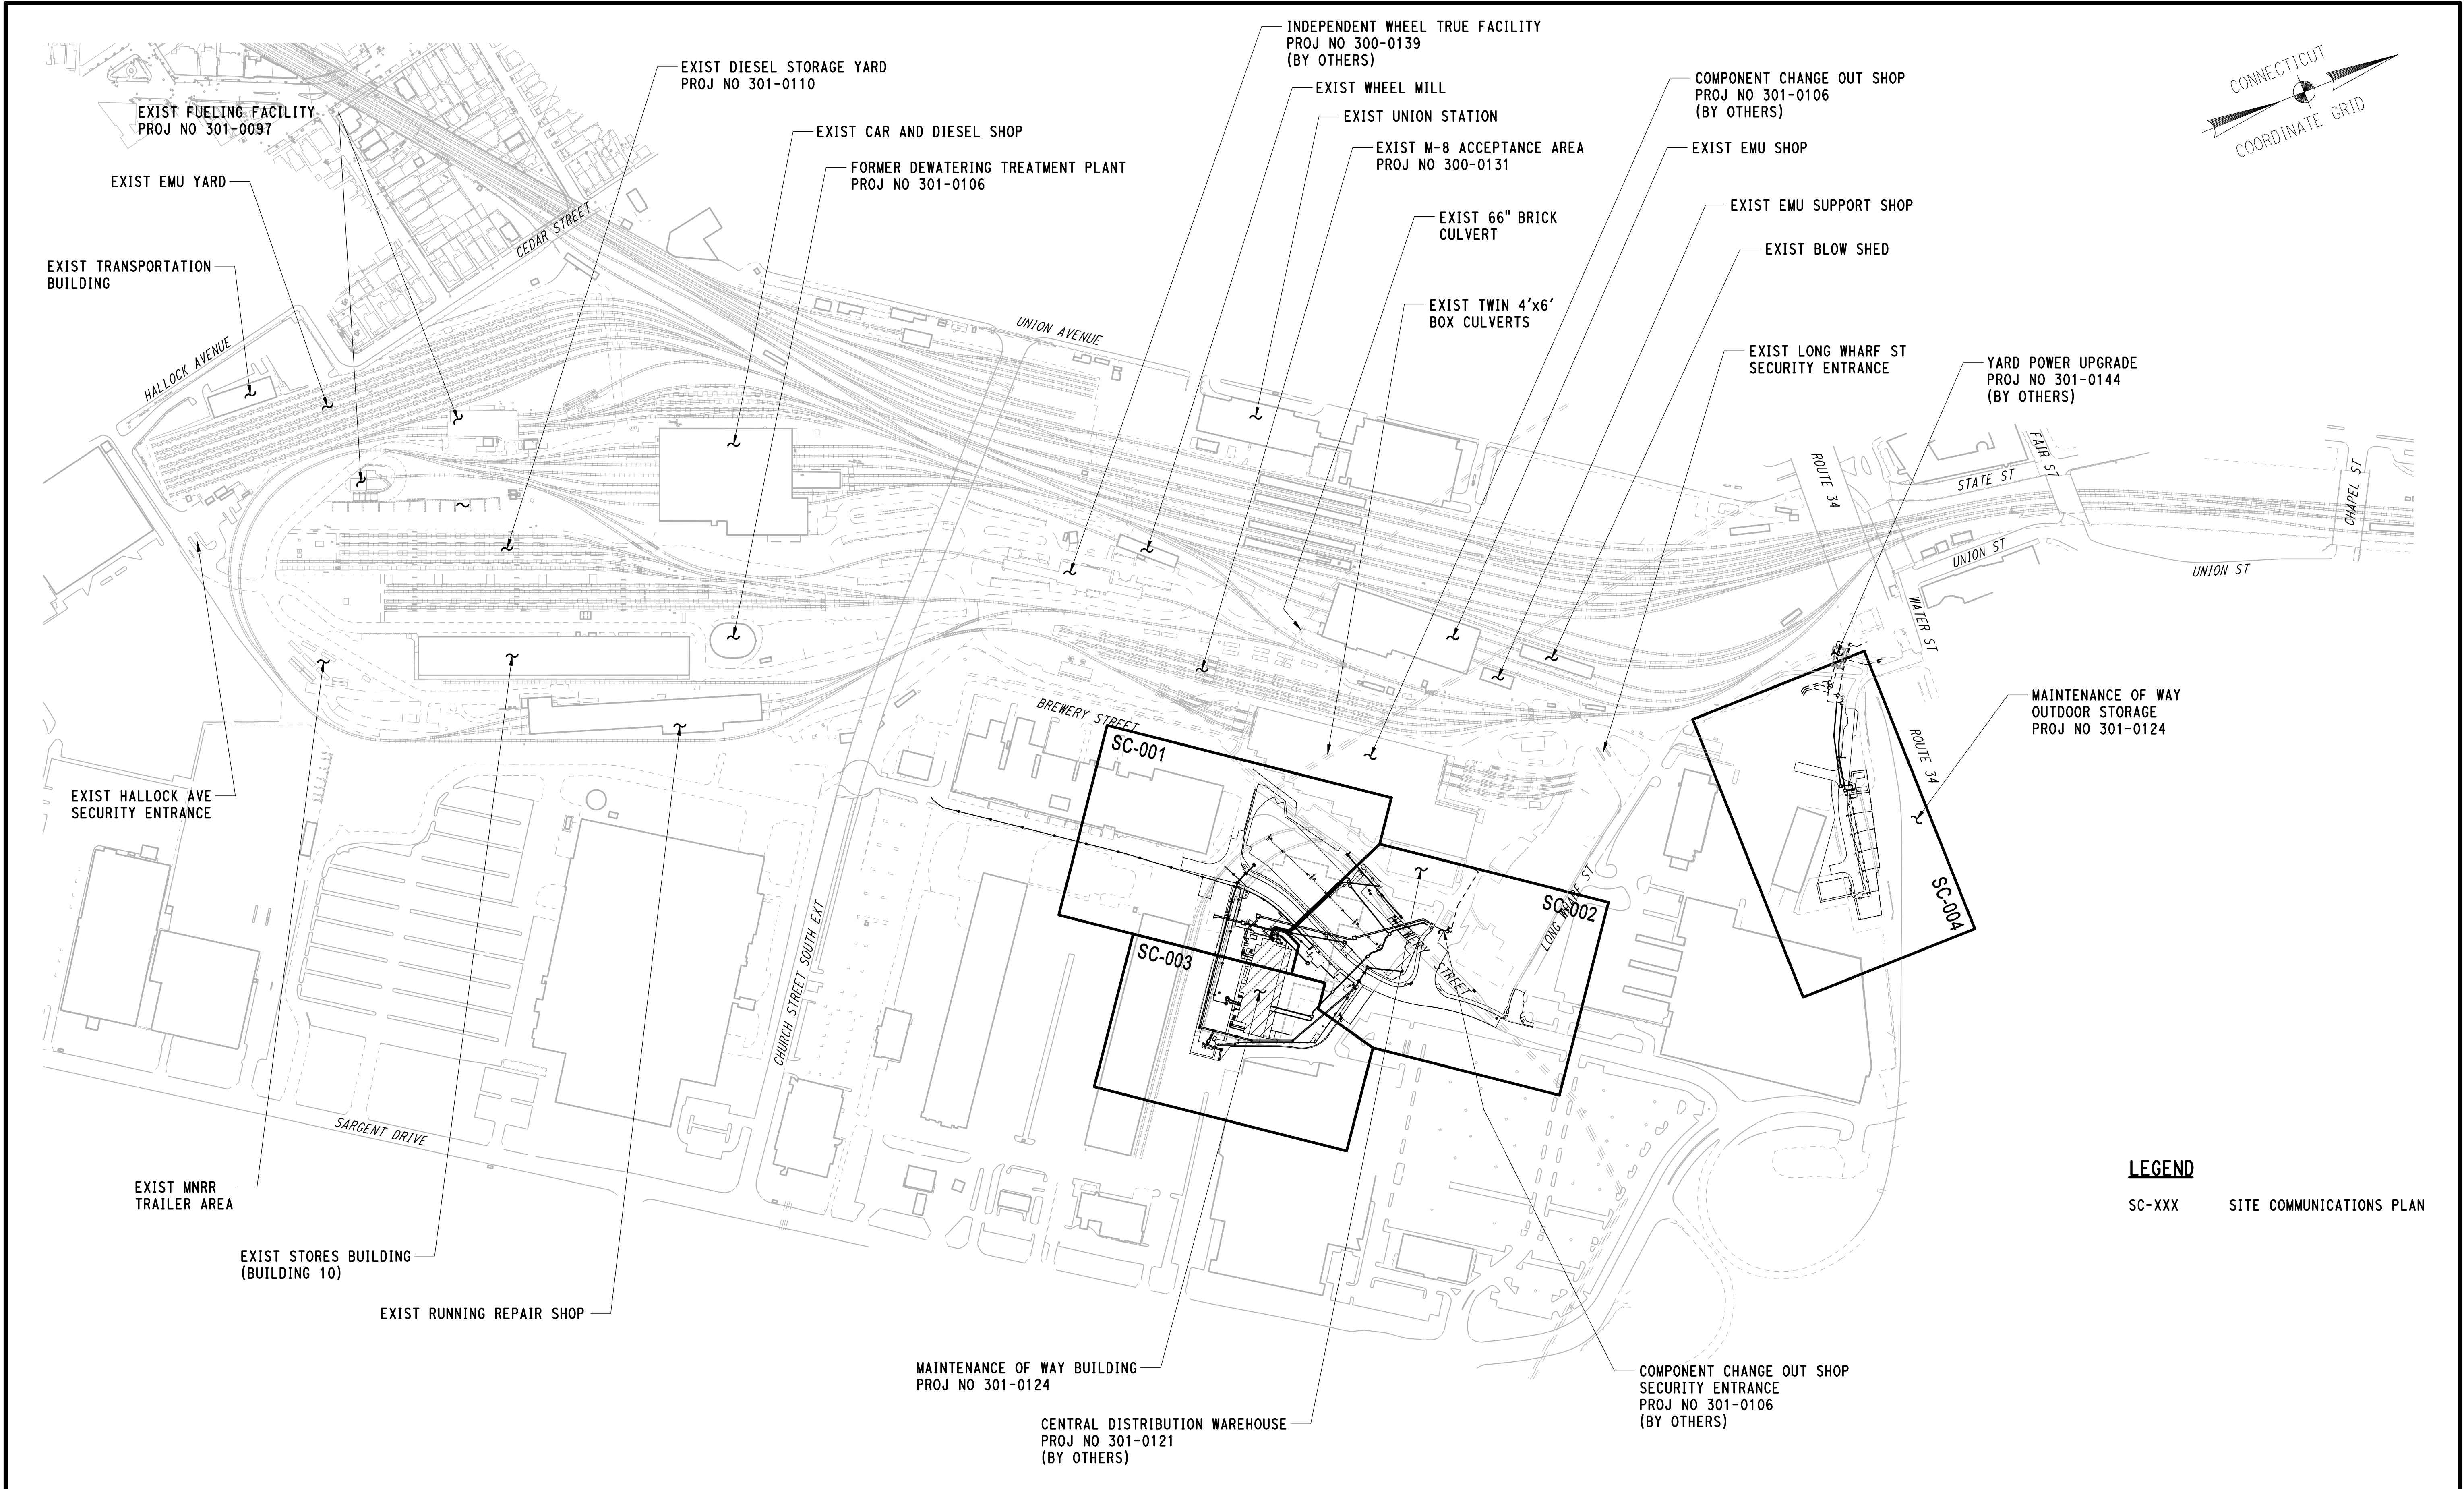 INDEPENDENT WHEEL TRUE FACILITY
PROJ NO 300-0139
(BY OTHERS)
EXIST DIESEL STORAGE YARD
PROJ NO 301-0110
COMPONENT CHANGE OUT SHOP
PROJ NO 301-0106
(BY OTHERS)
CONNECTICUT
COORDINATE GRID
EXIST WHEEL MILL
EXIST FUELING FACILITY
PROJ NO 301-0097
EXIST UNION STATION
EXIST CAR AND DIESEL SHOP
EXIST M-8 ACCEPTANCE AREA
PROJ NO 300-0131
EXIST EMU SHOP
FORMER DEWATERING TREATMENT PLANT
PROJ NO 301-0106
EXIST EMU YARD
EXIST EMU SUPPORT SHOP
EXIST 66" BRICK
CULVERT
CEDAR STREET
EXIST BLOW SHED
EXIST TRANSPORTATION
BUILDING
EXIST TWIN 4'x6'
BOX CULVERTS
UNION AVENUE
HALLOCK AVENUE
EXIST LONG WHARF ST
SECURITY ENTRANCE
YARD POWER UPGRADE
PROJ NO 301-0144
(BY OTHERS)
ROUTE 34
FAIR ST
STATE ST
CHAPEL ST
UNION ST
UNION ST
WATER ST
MAINTENANCE OF WAY
OUTDOOR STORAGE
PROJ NO 301-0124
BREWERY STREET
SC-001
ROUTE 34
EXIST HALLOCK AVE
SECURITY ENTRANCE
SC-002
LONG WHARF ST
SC-004
BREWERY STREET
SC-003
CHURCH STREET SOUTH EXT
SARGENT DRIVE
LEGEND
SC-XXX SITE COMMUNICATIONS PLAN
EXIST MNRR
TRAILER AREA
EXIST STORES BUILDING
(BUILDING 10)
EXIST RUNNING REPAIR SHOP
MAINTENANCE OF WAY BUILDING
PROJ NO 301-0124
COMPONENT CHANGE OUT SHOP
SECURITY ENTRANCE
PROJ NO 301-0106
(BY OTHERS)
CENTRAL DISTRIBUTION WAREHOUSE
PROJ NO 301-0121
(BY OTHERS)